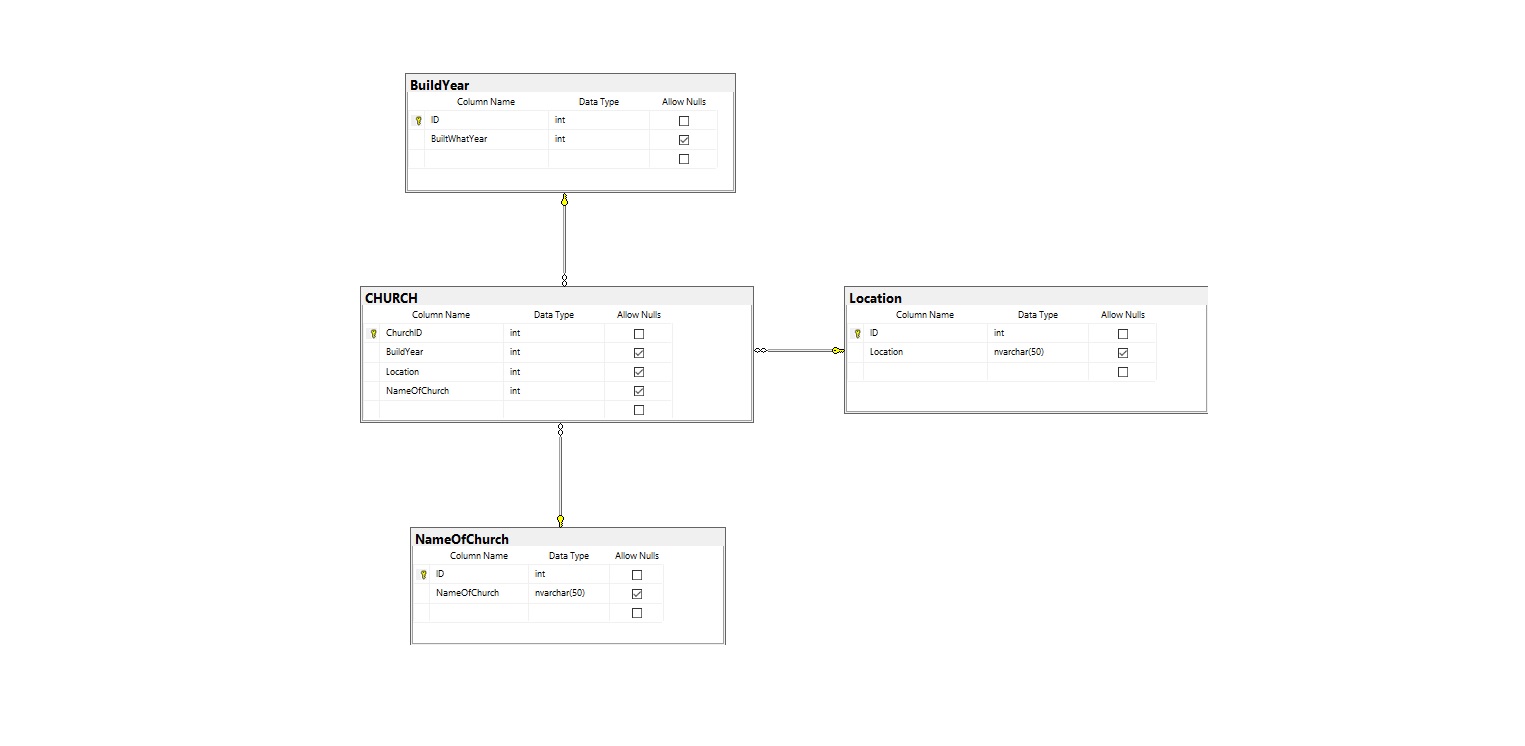 BuildYear
Column Name Data Type Allow Nulls
ID int
BuiltWhatYear int
CHURCH
Column Name Data Type Allow Nulls
ChurchID int
BuildYear int
Location int
NameOfChurch int
Location
Column Name Data Type Allow Nulls
ID int
Location nvarchar(50)
NameOfChurch
Column Name Data Type Allow Nulls
ID int
NameOfChurch nvarchar(50)